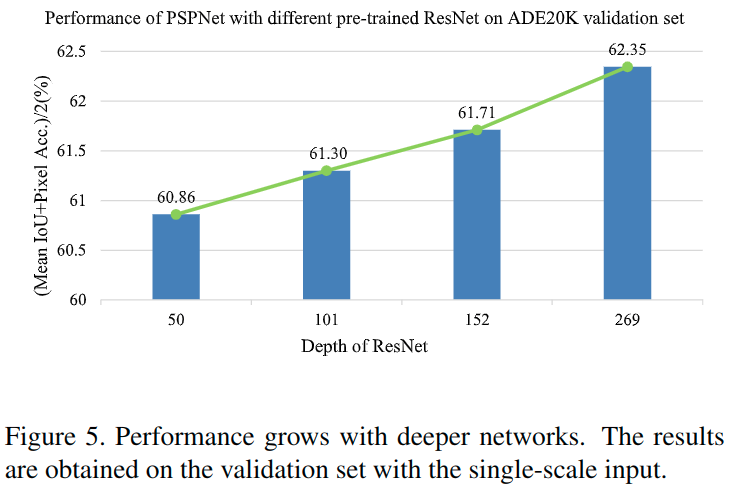 Performance of PSPNet with different pre-trained ResNet on ADE20K validation set
(Mean IoU+Pixel Acc.)/2(%)
62.5
62
61.5
61
60.5
60
60.86
61.30
61.71
62.35
50
101
152
269
Depth of ResNet
Figure 5. Performance grows with deeper networks. The results
are obtained on the validation set with the single-scale input.